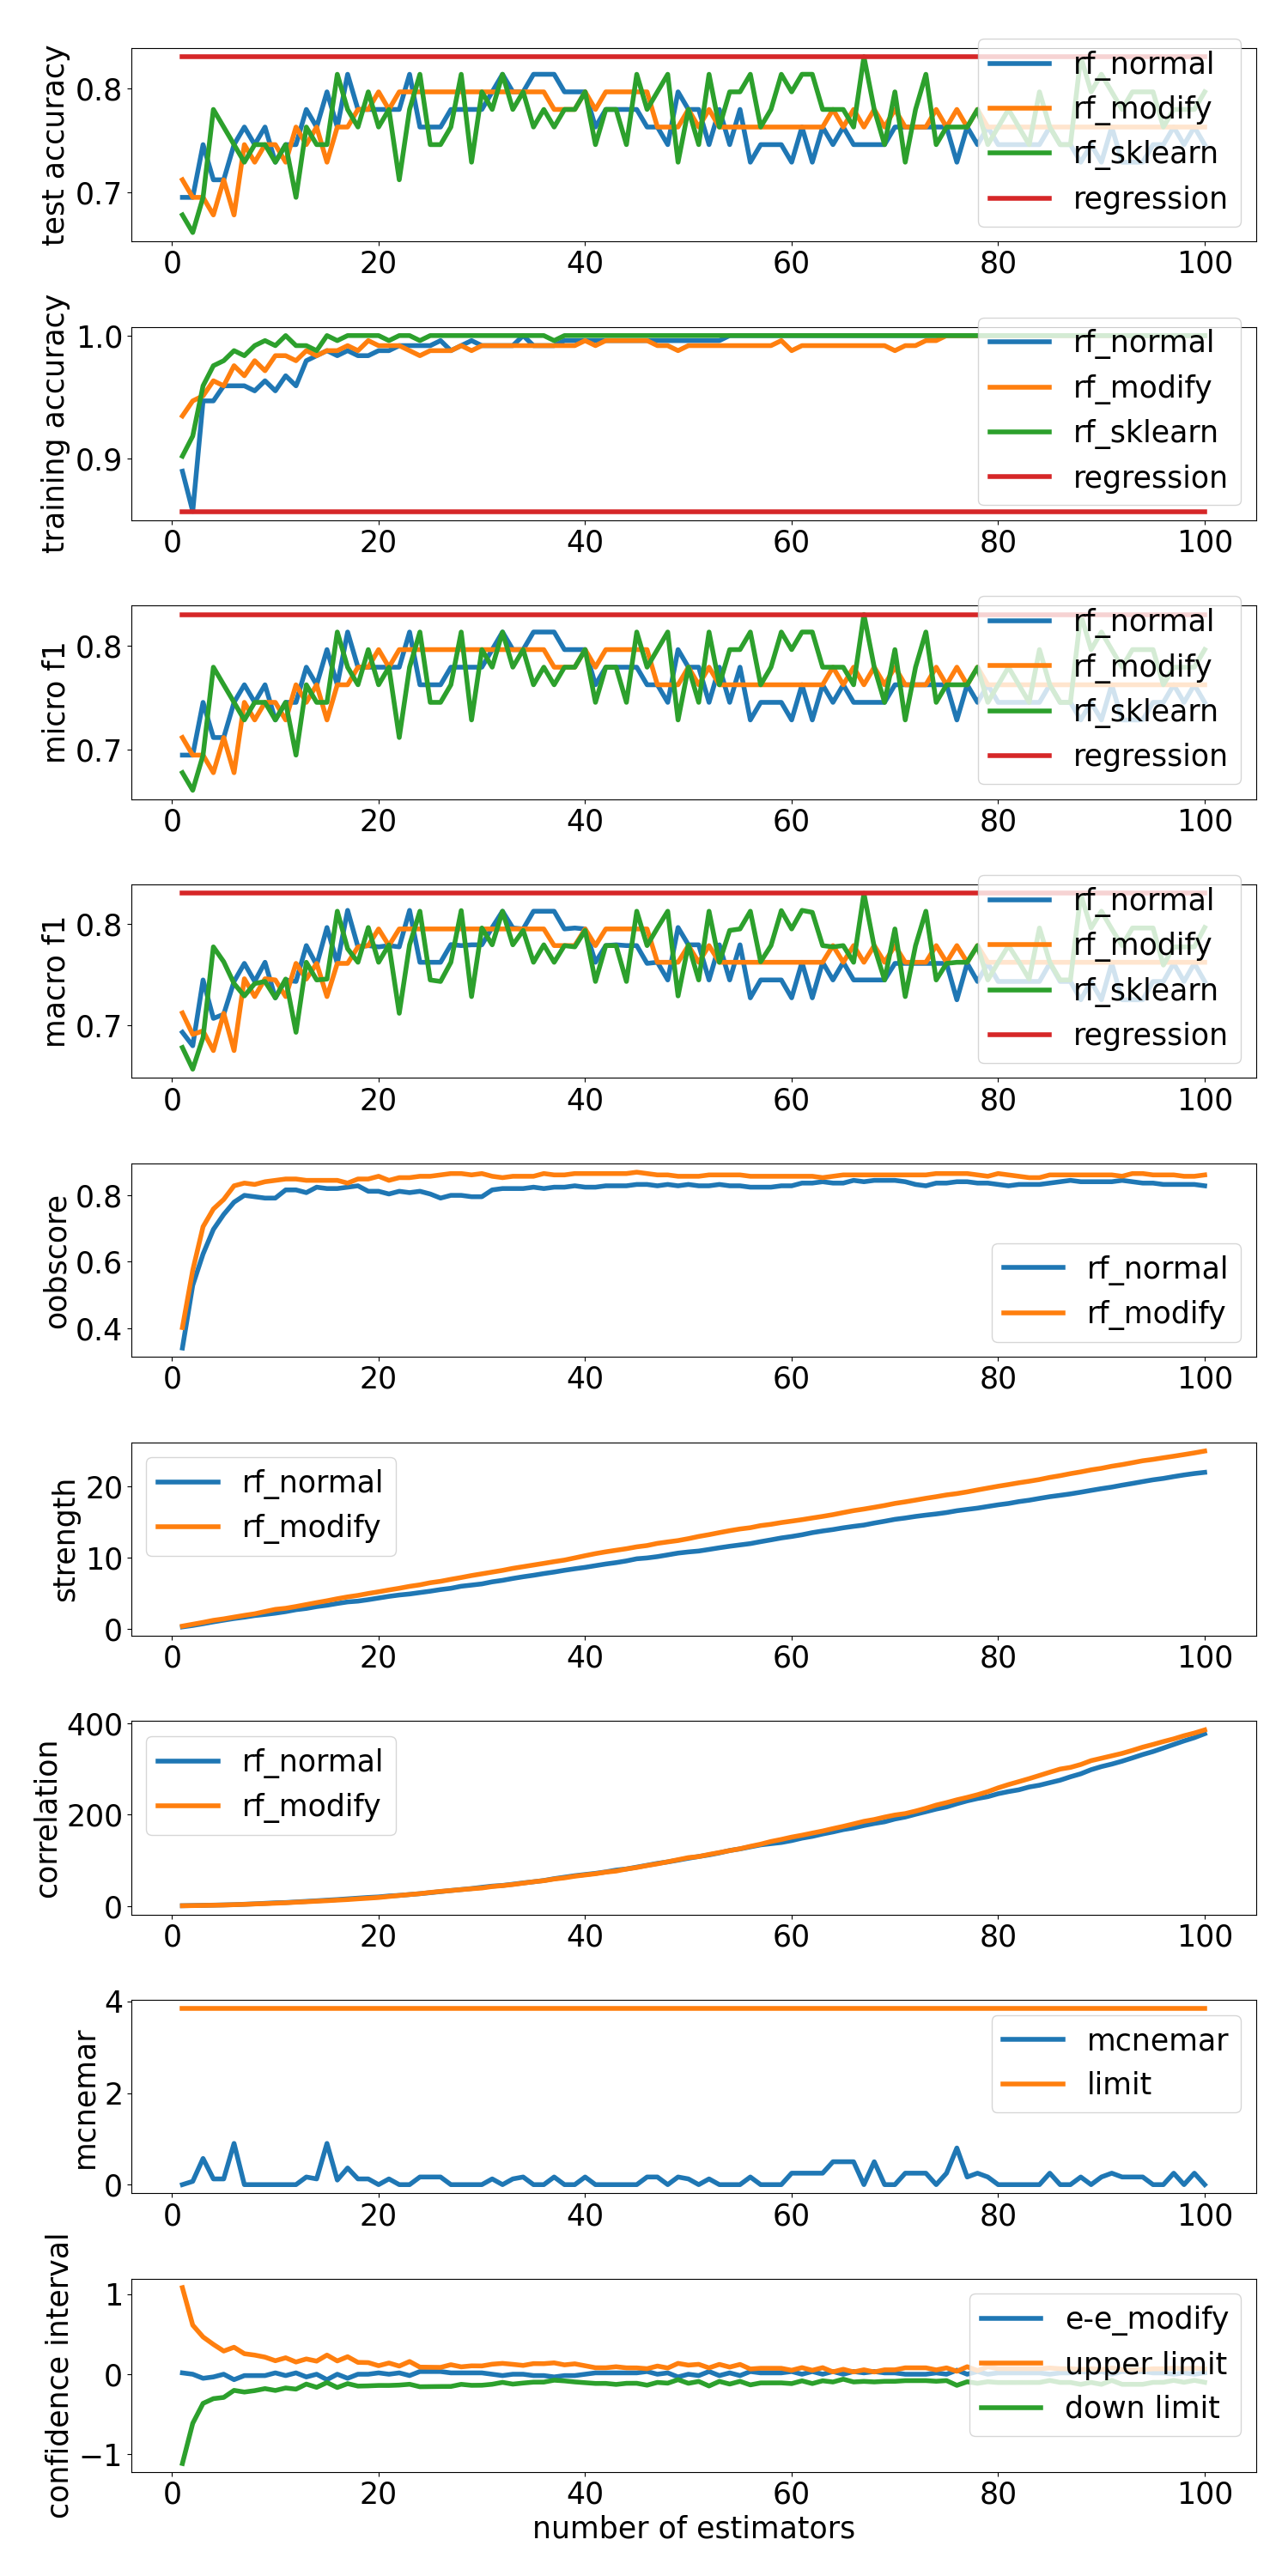 test accuracy
0.8
0.7
rf_normal
rf_modify
rf_sklearn
regression
0 20 40 60 80 100
training accuracy
1.0
0.9
rf_normal
rf_modify
rf_sklearn
regression
0 20 40 60 80 100
micro f1
0.8
0.7
rf_normal
rf_modify
rf_sklearn
regression
0 20 40 60 80 100
macro f1
0.8
0.7
rf_normal
rf_modify
rf_sklearn
regression
0 20 40 60 80 100
oobscore
0.8
0.6
0.4
rf_normal
rf_modify
0 20 40 60 80 100
strength
20
10
0
rf_normal
rf_modify
0 20 40 60 80 100
correlation
400
200
0
rf_normal
rf_modify
0 20 40 60 80 100
mcnemar
4
2
0
mcnemar
limit
0 20 40 60 80 100
confidence interval
1
0
−1
e-e_modify
upper limit
down limit
0 20 40 60 80 100
number of estimators